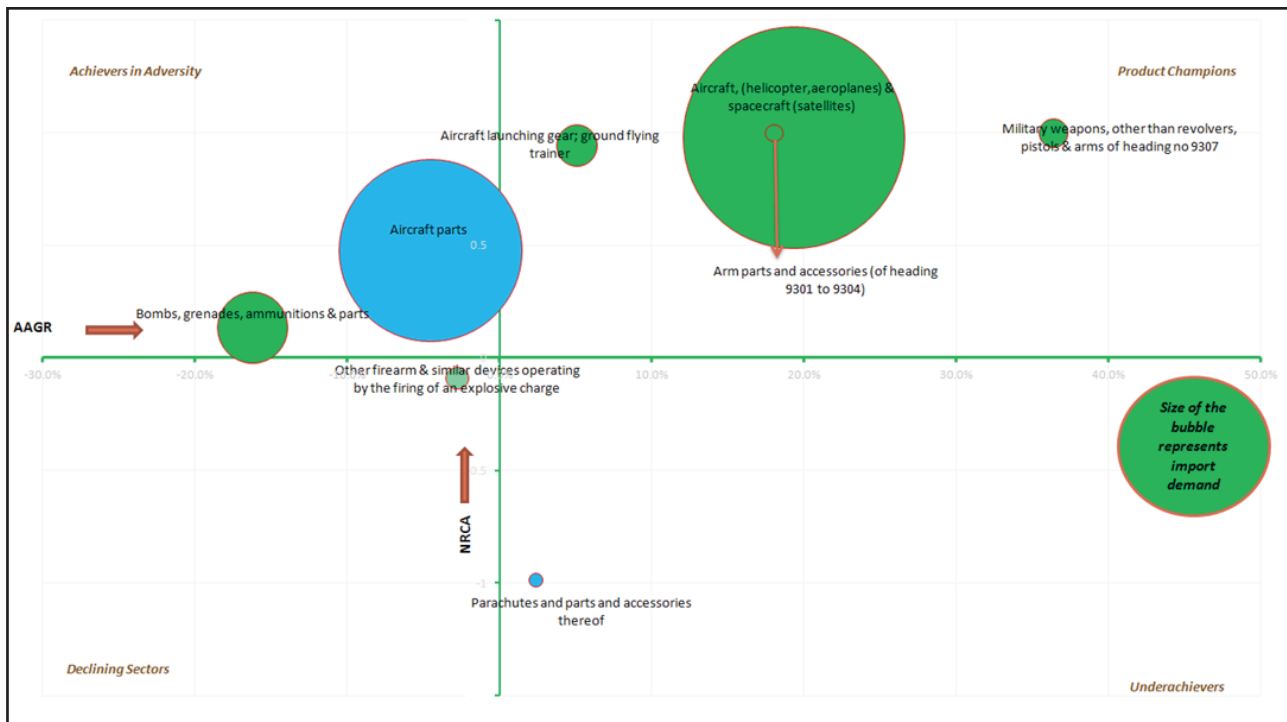 Achievers in Adversity
Product Champions
Aircraft, (helicopter,aeroplanes) &
spacecraft (satellites)
Aircraft launching gear; ground flying
trainer
Military weapons, other than revolvers,
pistols & arms of heading no 9307
Aircraft parts
0.5
Arm parts and accessories (of heading
9301 to 9304)
Bombs, grenades, ammunitions & parts
AAGR
-30.0%
-20.0%
-10.0%
10.0%
20.0%
30.0%
40.0%
50.0%
Other firearm & similar devices operating
by the firing of an explosive charge
Size of the
bubble
represents
import
demand
NRCA
-1
Parachutes and parts and accessories
thereof
Declining Sectors
Underachievers